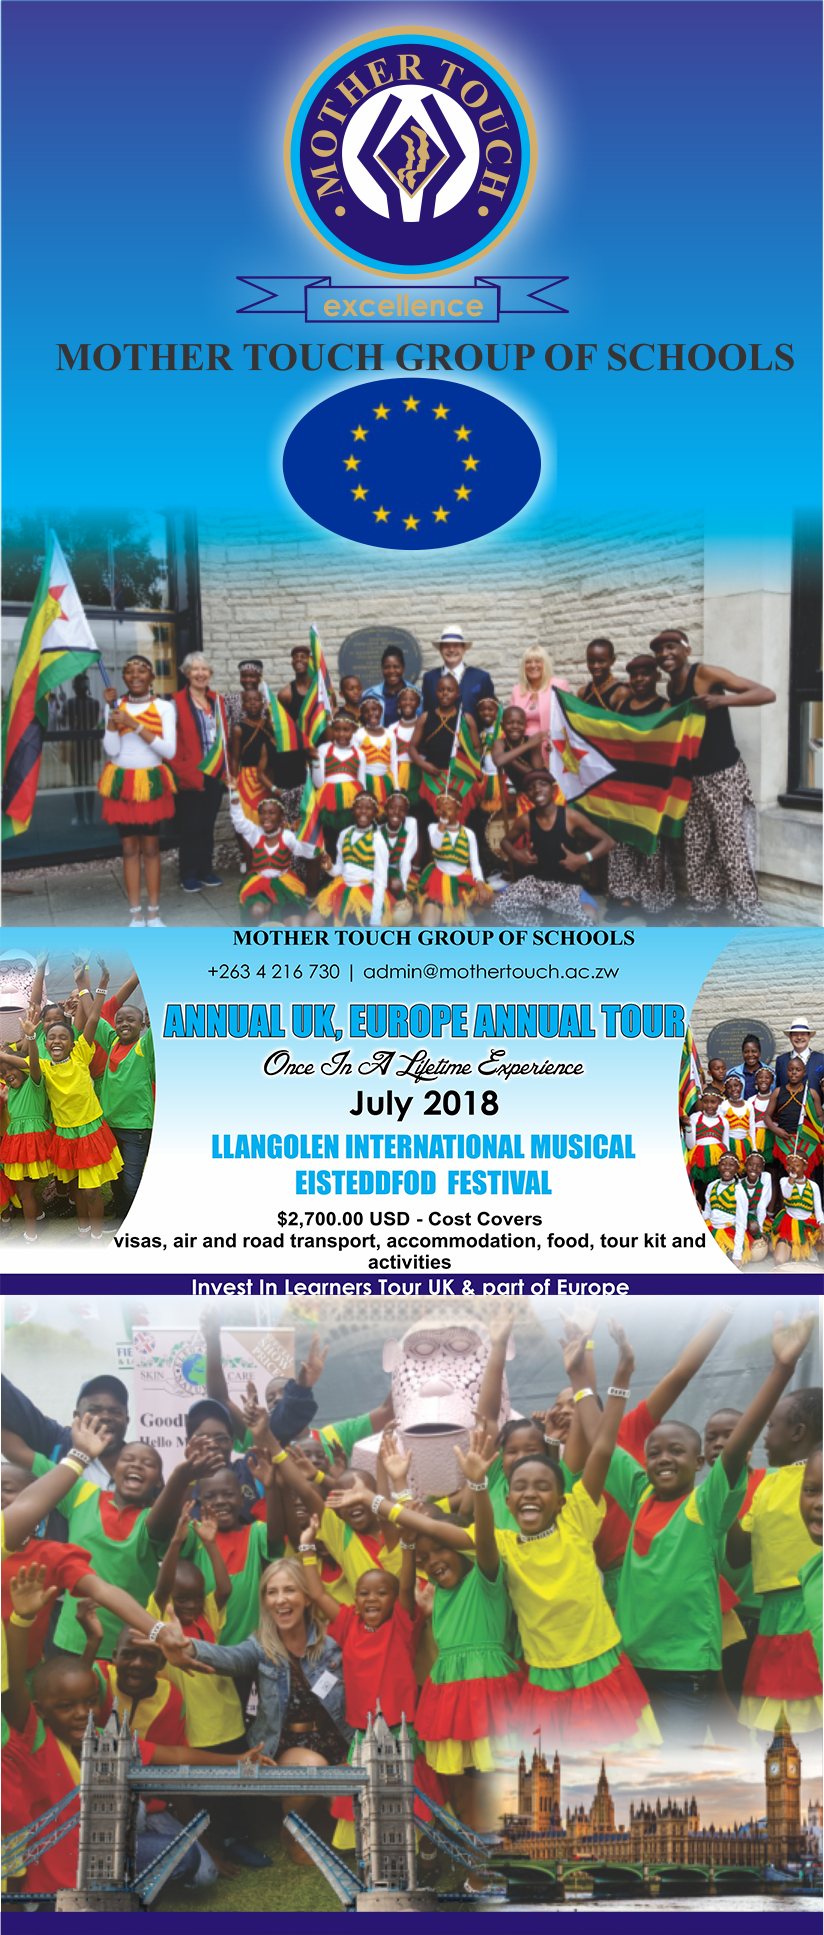 MOTHER TOUCH
excellence
MOTHER TOUCH GROUP OF SCHOOLS
MOTHER TOUCH GROUP OF SCHOOLS
+263 4 216 730 | admin@mothertouch.ac.zw
ANNUAL UK, EUROPE ANNUAL TOUR
Once In A Lifetime Experience
July 2018
LLANGOLEN INTERNATIONAL MUSICAL
EISTEDDFOD FESTIVAL
$2,700.00 USD - Cost Covers
visas, air and road transport, accommodation, food, tour kit and
activities
Invest In Learners Tour UK & part of Europe
SKIN CARE
Hello